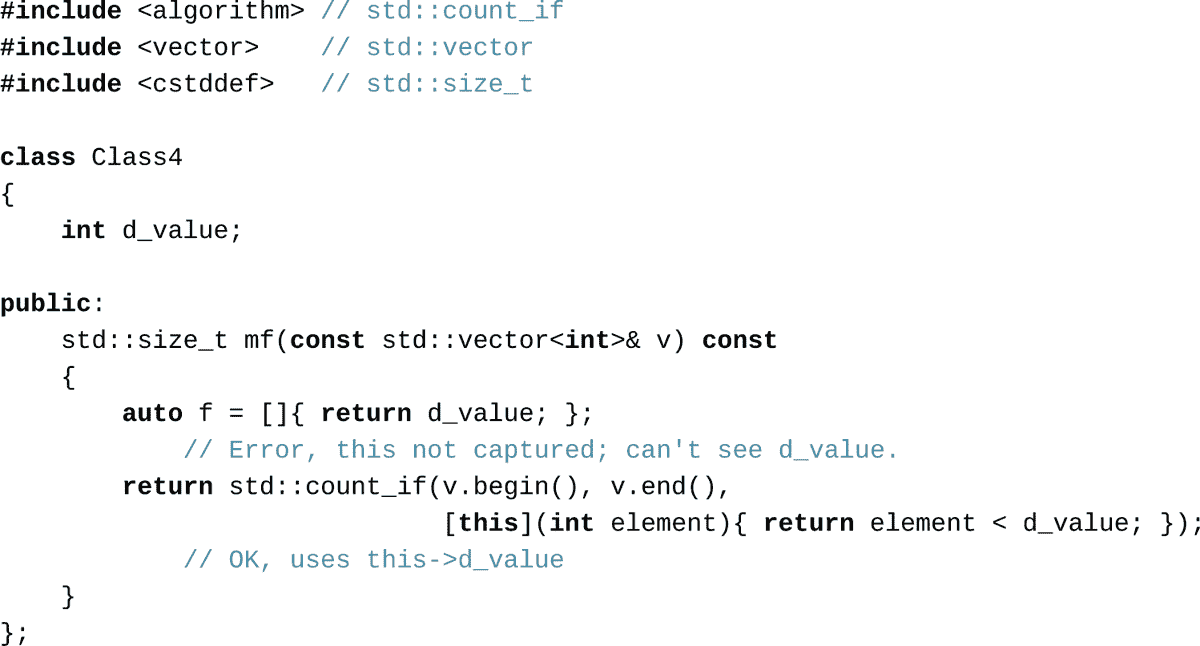 #include <algorithm> // std::count_if
#include <vector>    // std::vector
#include <cstddef>   // std::size_t

class Class4
{
    int d_value;

public:
    std::size_t mf(const std::vector<int>& v) const
    {
        auto f = []{ return d_value; };
            // Error, this not captured; can't see d_value.
        return std::count_if(v.begin(), v.end(),
                             [this](int element){ return element < d_value; });
            // OK, uses this->d_value
    }
};